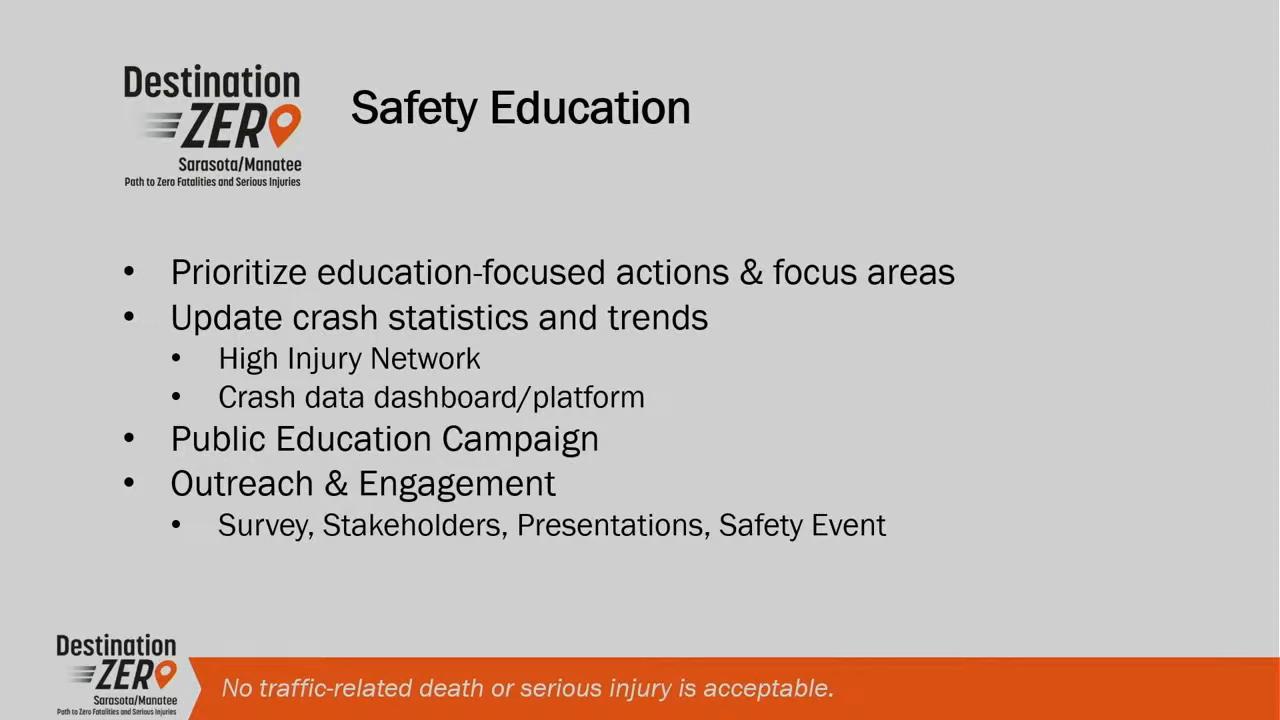 Destination
ZERO
Sarasota/Manatee
Path to Zero Fatalities and Serious Injuries
Safety Education
• Prioritize education-focused actions & focus areas
• Update crash statistics and trends
• High Injury Network
• Crash data dashboard/platform
• Public Education Campaign
• Outreach & Engagement
• Survey, Stakeholders, Presentations, Safety Event
Destination
ZERO
Sarasota/Manatee
Path to Zero Fatalities and Serious Injuries
No traffic-related death or serious injury is acceptable.